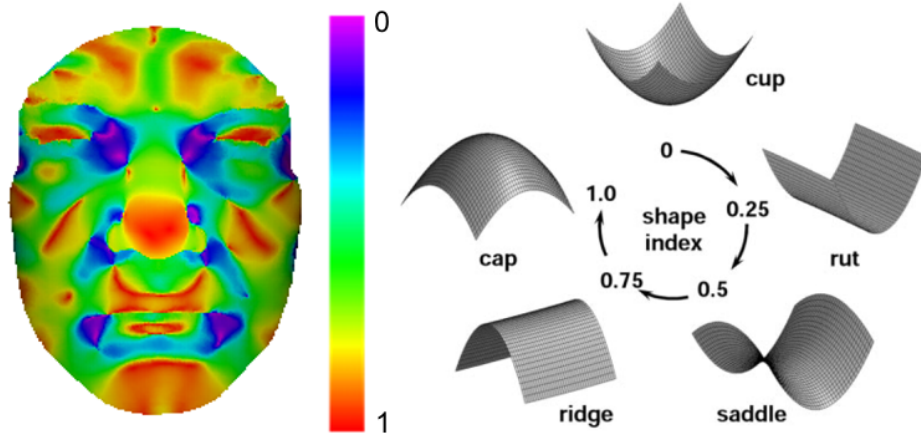 0
1
cup
0
0.25
rut
0.5
saddle
0.75
ridge
1.0
cap
shape
index